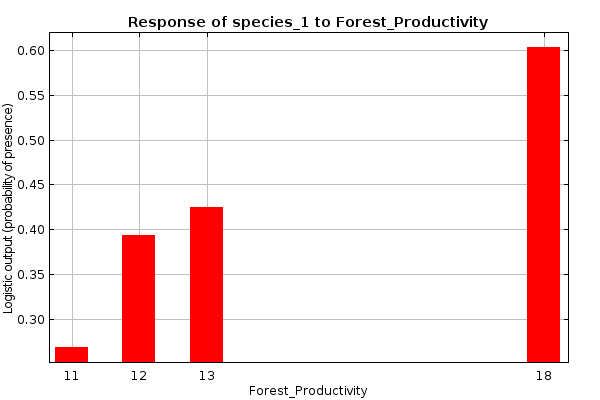 Response of species_1 to Forest_Productivity
Logistic output (probability of presence)
0.60
0.55
0.50
0.45
0.40
0.35
0.30
11 12 13 18
Forest_Productivity